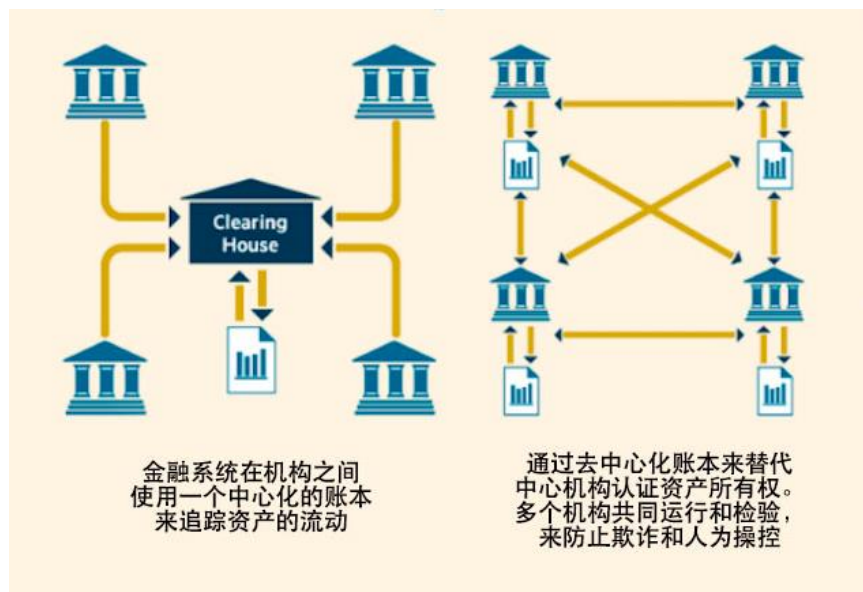 Clearing
House
金融系统在机构之间
使用一个中心化的账本
来追踪资产的流动
通过去中心化账本来替代
中心机构认证资产所有权。
多个机构共同运行和检验，
来防止欺诈和人为操控